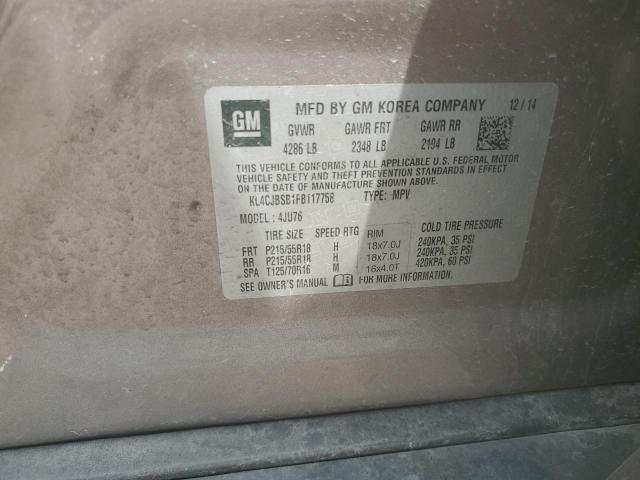 GM MFD BY GM KOREA COMPANY 12/14
GVWR GAWR FRT GAWR RR
4286 LB 2348 LB 2194 LB
THIS VEHICLE CONFORMS TO ALL APPLICABLE U.S. FEDERAL MOTOR
VEHICLE SAFETY AND THEFT PREVENTION STANDARDS IN EFFECT
ON THE DATE OF MANUFACTURE SHOWN ABOVE.
KL4CJBSB1FB117758 TYPE: MPV
MODEL: 4JU76
TIRE SIZE SPEED RTG RIM COLD TIRE PRESSURE
FRT P215/55R18 H 18x7.0J 240KPA, 35 PSI
RR P215/55R18 H 18x7.0J 240KPA, 35 PSI
SPA T125/70R16 M 16x4.0T 420KPA, 60 PSI
SEE OWNER'S MANUAL FOR MORE INFORMATION.